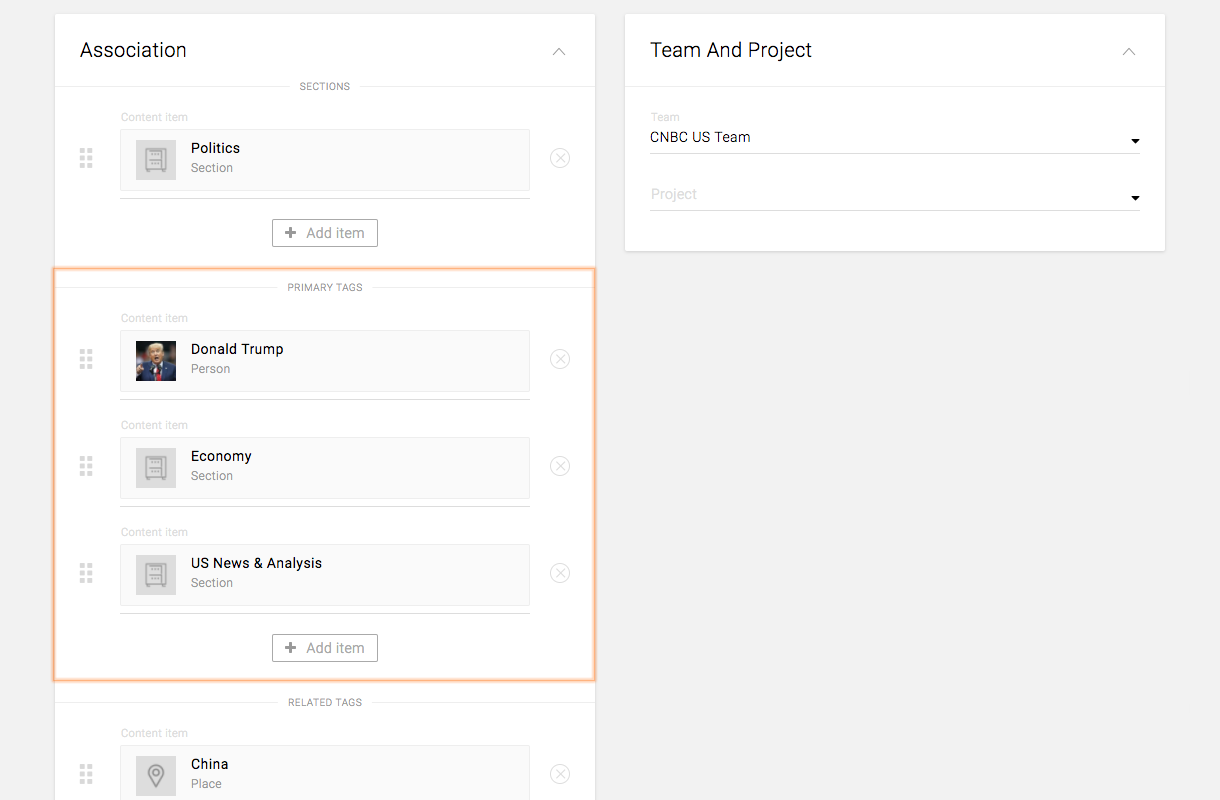 Association
SECTIONS
Content item
Politics
Section
Add item
PRIMARY TAGS
Content item
Donald Trump
Person
Content item
Economy
Section
Content item
US News & Analysis
Section
Add item
RELATED TAGS
Content item
China
Place
Team And Project
Team
CNBC US Team
Project